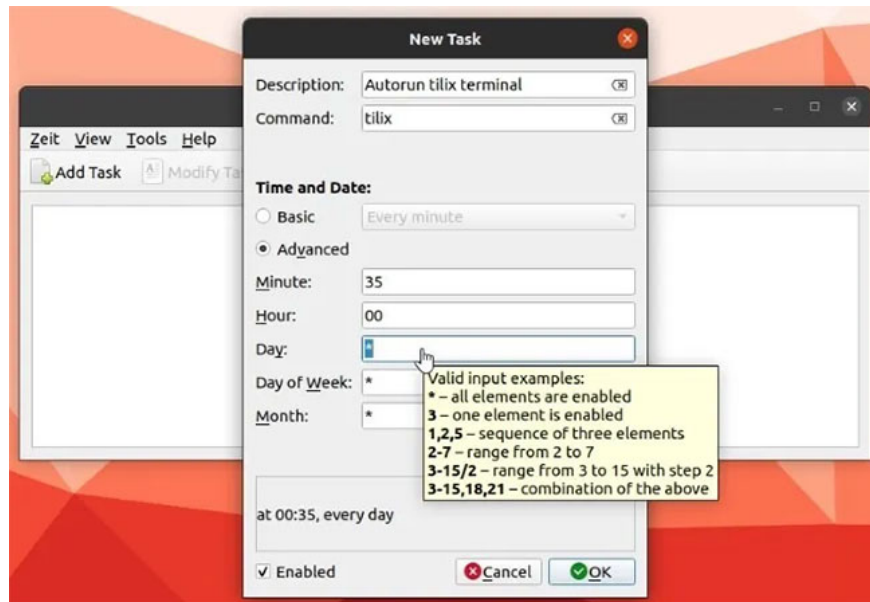 New Task
Description: Autorun tilix terminal
Command: tilix
Zeit View Tools Help
Add Task Modify Ta
Time and Date:
Basic Every minute
Advanced
Minute: 35
Hour: 00
Day: *
Day of Week: *
Month: *
Valid input examples:
* – all elements are enabled
3 – one element is enabled
1,2,5 – sequence of three elements
2-7 – range from 2 to 7
3-15/2 – range from 3 to 15 with step 2
3-15,18,21 – combination of the above
at 00:35, every day
Enabled Cancel OK